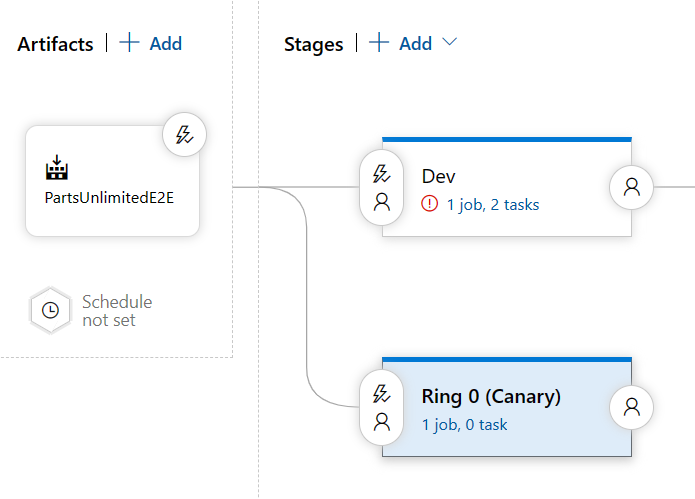 Artifacts | + Add
Stages | + Add
PartsUnlimitedE2E
Dev
1 job, 2 tasks
Schedule
not set
Ring 0 (Canary)
1 job, 0 task